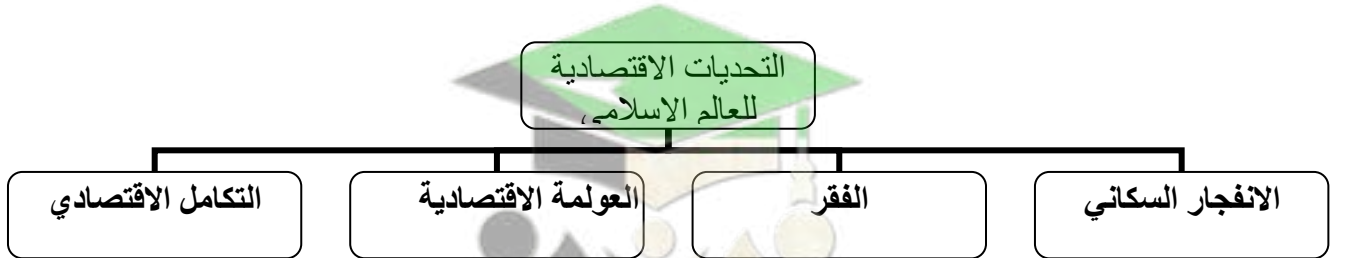 التحديات الاقتصادية
للعالم الاسلامي
الانفجار السكاني
الفقر
العولمة الاقتصادية
التكامل الاقتصادي